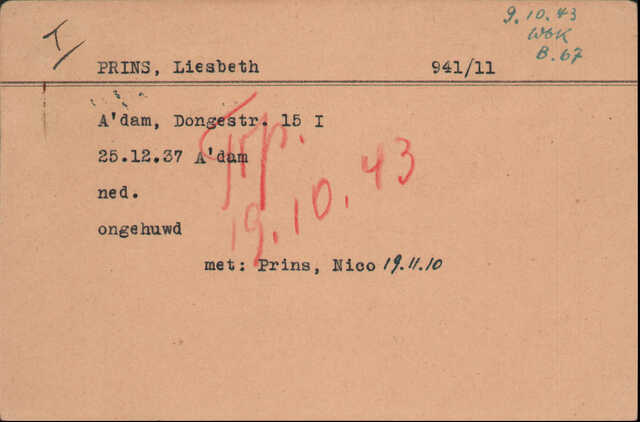 T
9.10.43
WbK
B.67
PRINS, Liesbeth 941/11
A'dam, Dongestr. 15 I
25.12.37 A'dam
ned.
ongehuwd
Trp.
19.10.43
met: Prins, Nico 19.11.10